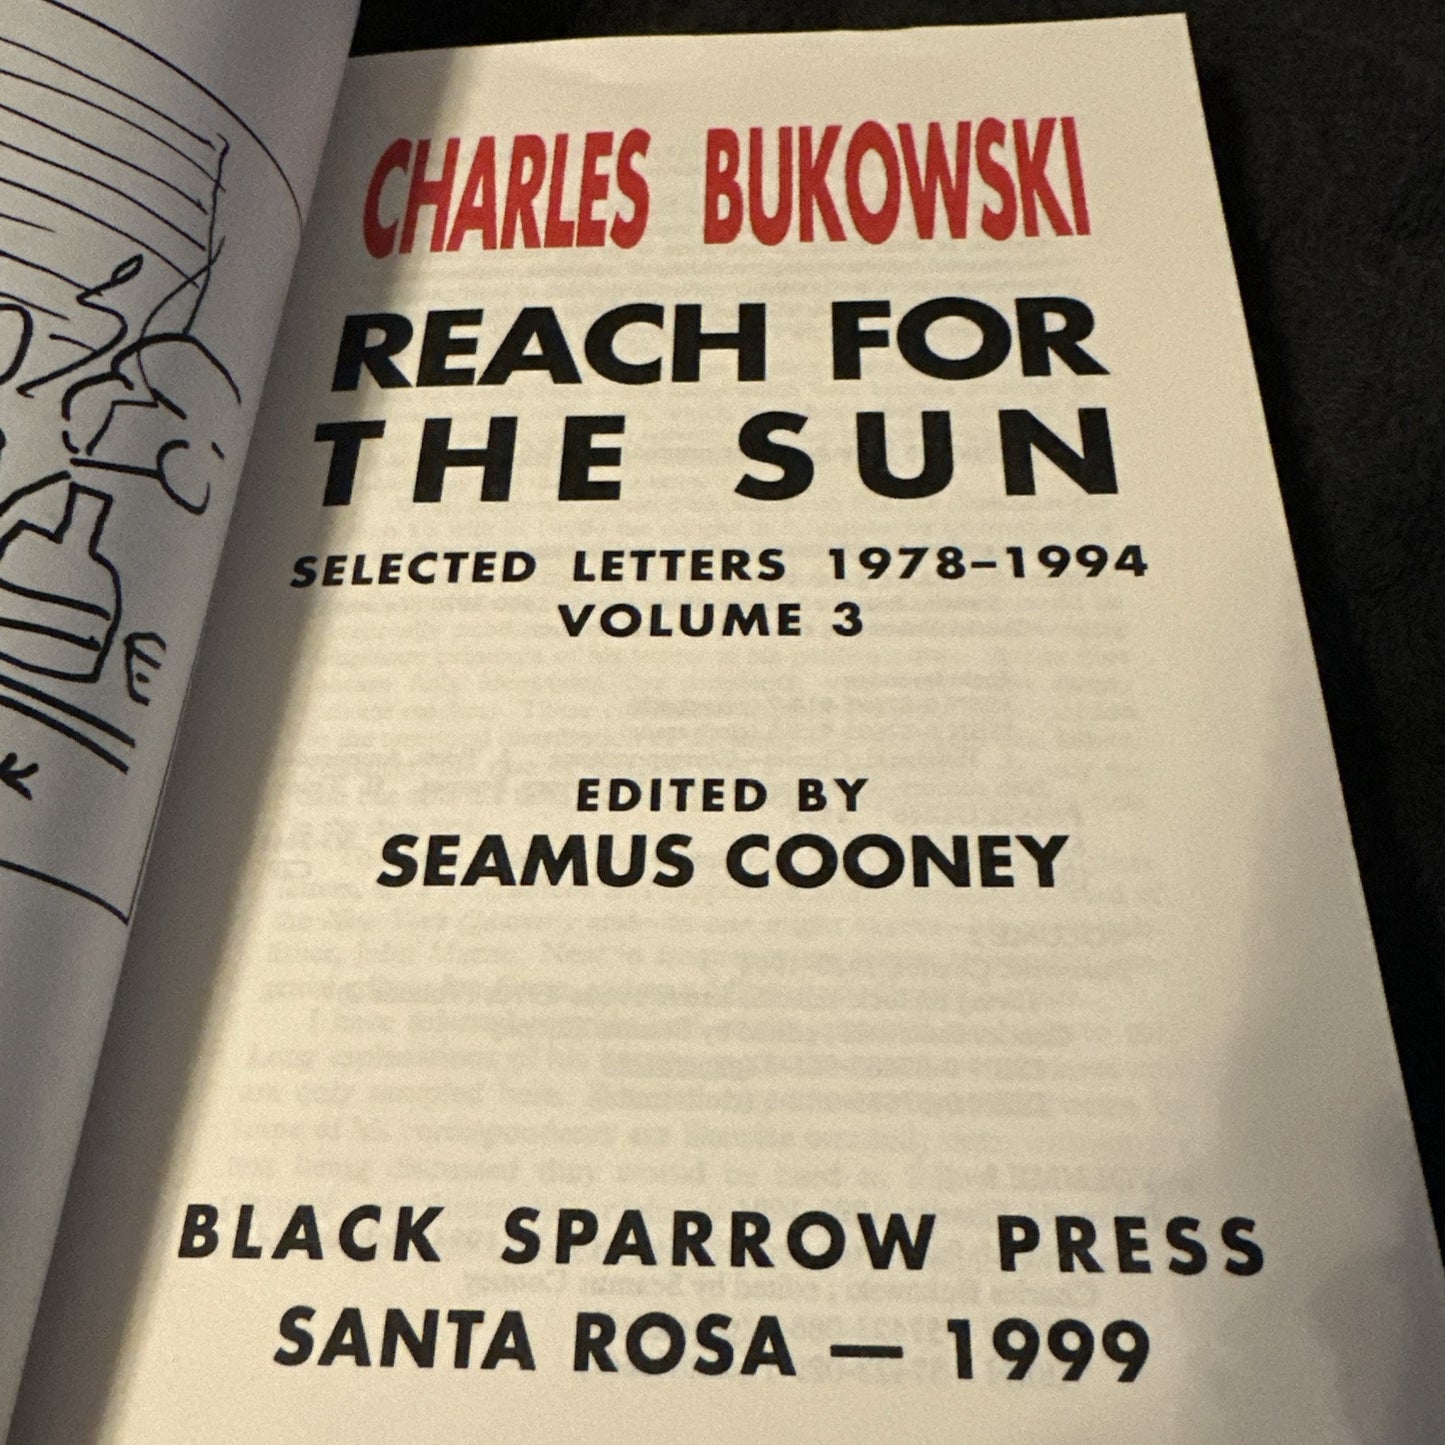 CHARLES BUKOWSKI
REACH FOR
THE SUN
SELECTED LETTERS 1978–1994
VOLUME 3
EDITED BY
SEAMUS COONEY
BLACK SPARROW PRESS
SANTA ROSA — 1999